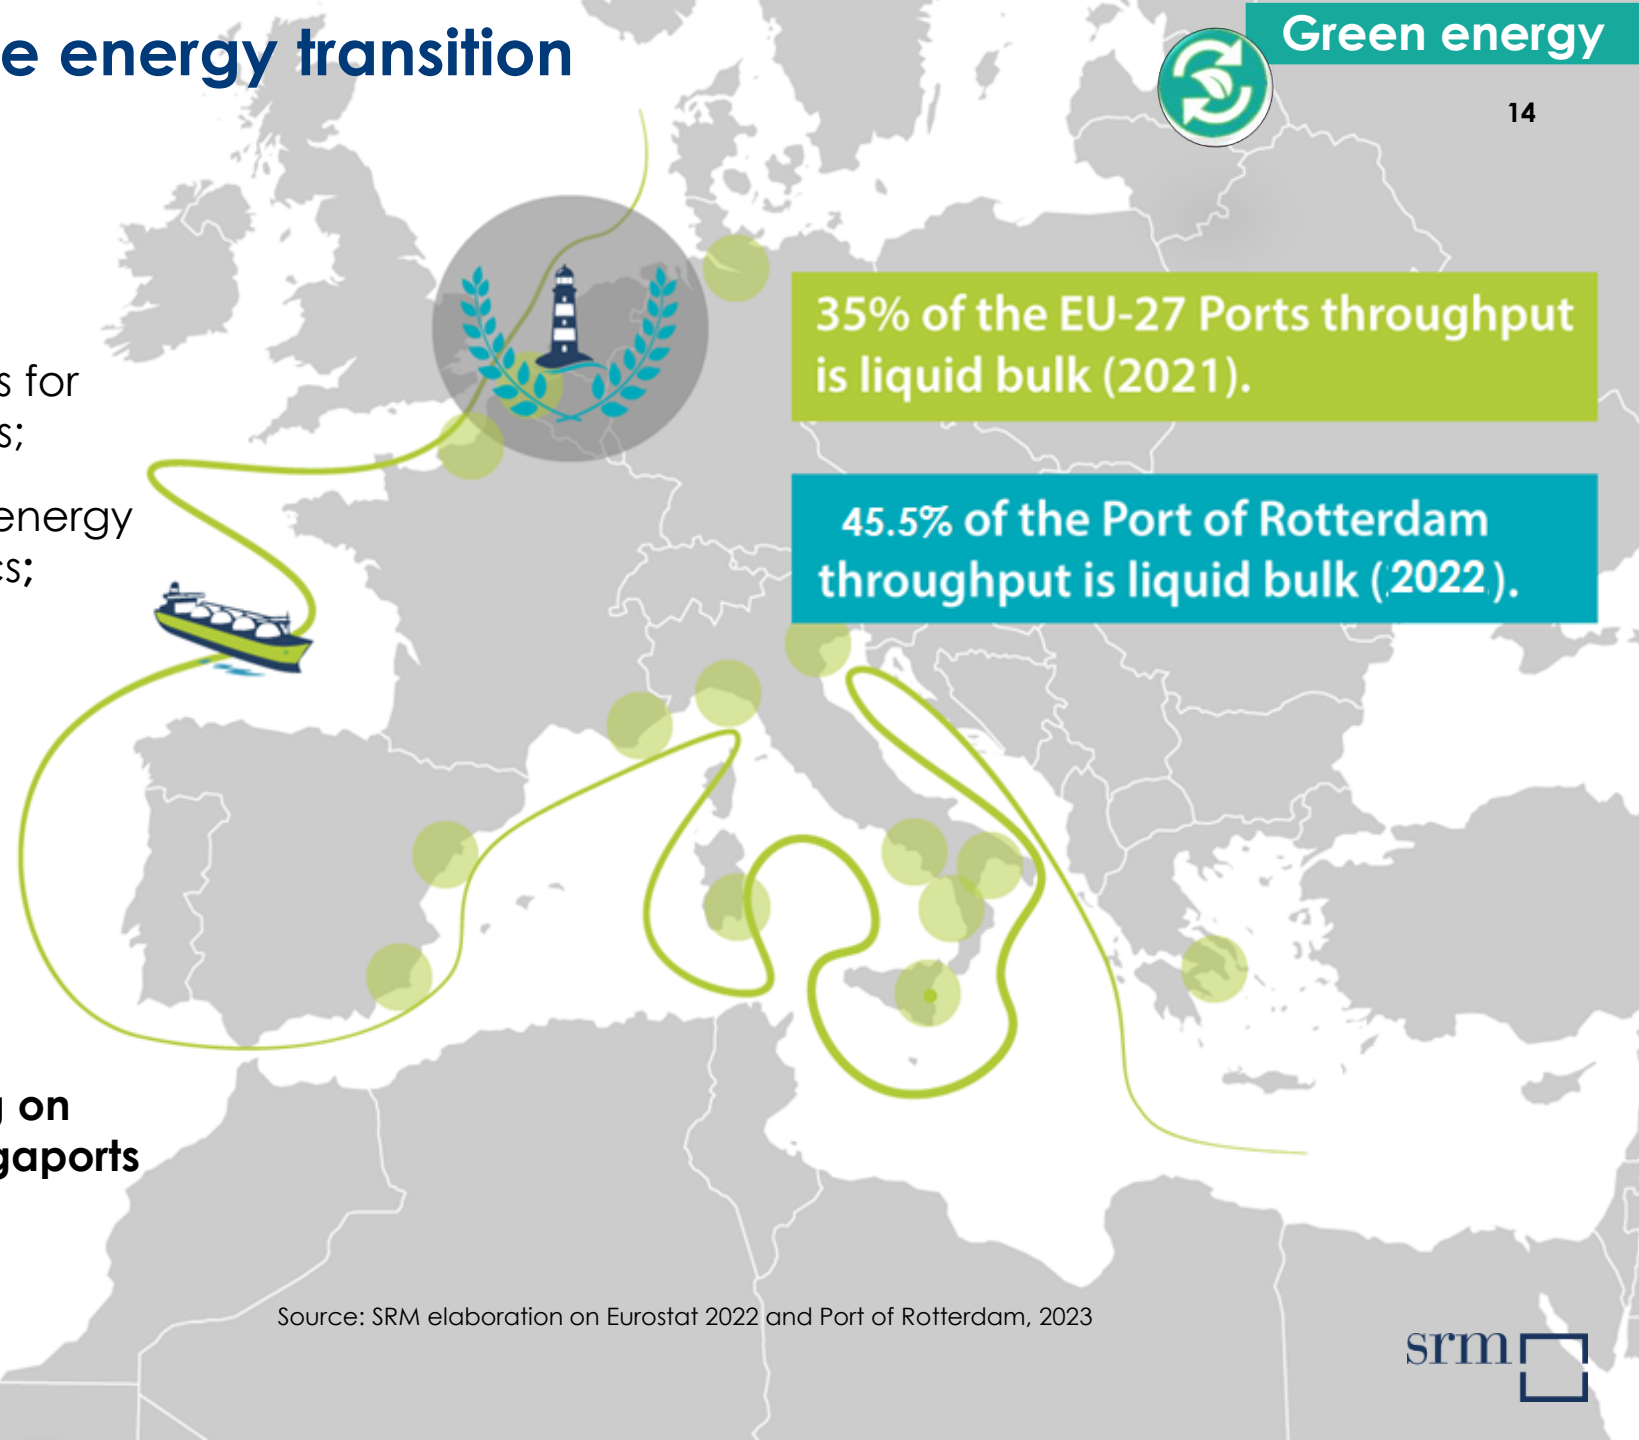 e energy transition
Green energy
14
s for
s;
energy
cs;
35% of the EU-27 Ports throughput
is liquid bulk (2021).
45.5% of the Port of Rotterdam
throughput is liquid bulk (2022).
g on
gaports
Source: SRM elaboration on Eurostat 2022 and Port of Rotterdam, 2023
srm